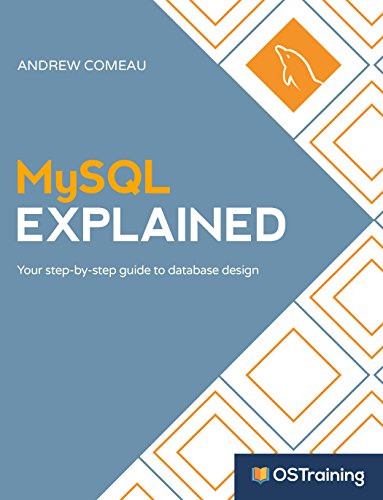 ANDREW COMEAU
MySQL
EXPLAINED
Your step-by-step guide to database design
OSTraining